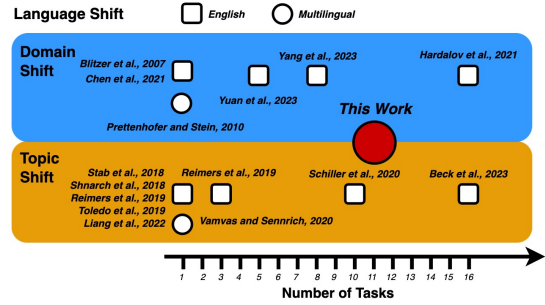 Language Shift
English
Multilingual
Domain
Shift
Blitzer et al., 2007
Chen et al., 2021
Yang et al., 2023
Hardalov et al., 2021
Yuan et al., 2023
Prettenhofer and Stein, 2010
This Work
Topic
Shift
Stab et al., 2018
Shnarch et al., 2018
Reimers et al., 2019
Toledo et al., 2019
Liang et al., 2022
Reimers et al., 2019
Schiller et al., 2020
Beck et al., 2023
Vamvas and Sennrich, 2020
1 2 3 4 5 6 7 8 9 10 11 12 13 14 15 16
Number of Tasks